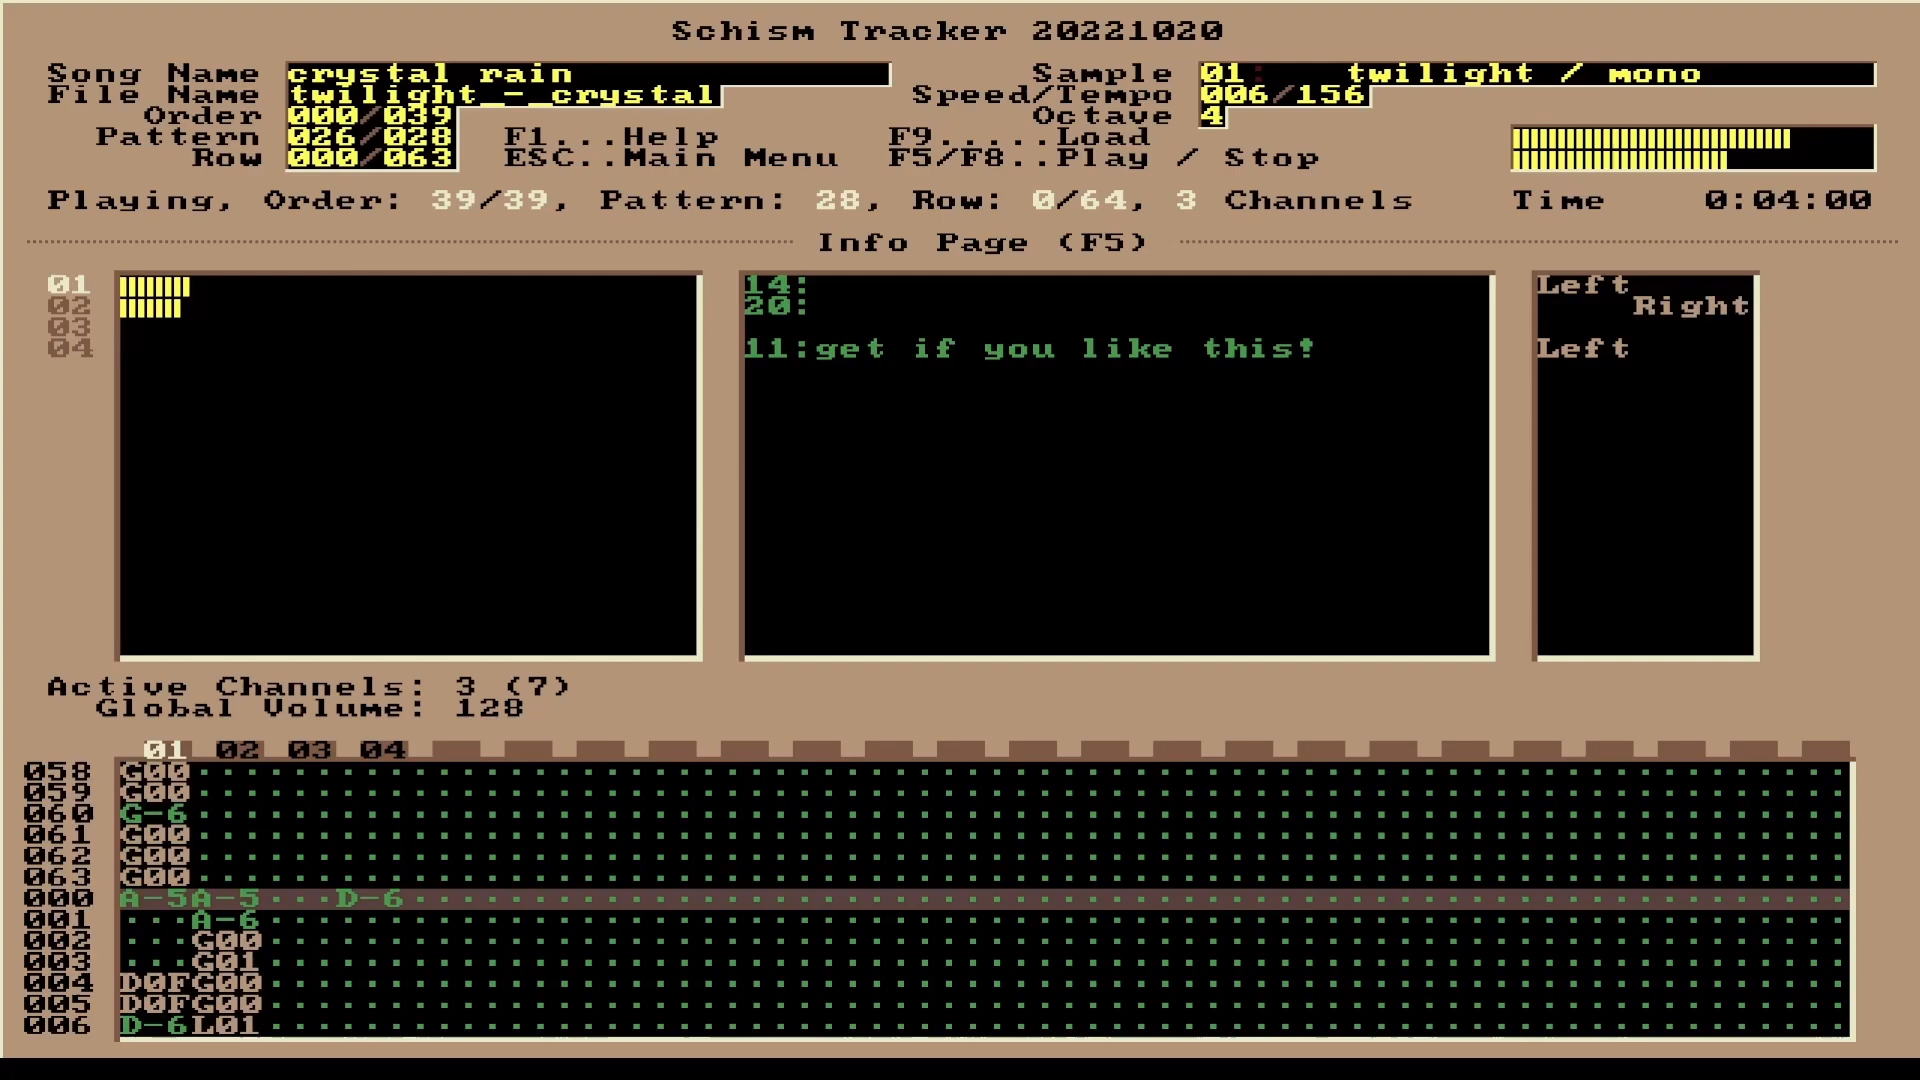 Schism Tracker 20221020
Song Name crystal rain Sample 01: twilight / mono
File Name twilight_-_crystal Speed/Tempo 006/156
Order 000/039 Octave 4
Pattern 026/028 F1...Help F9.....Load
Row 000/063 ESC..Main Menu F5/F8..Play / Stop
Playing, Order: 39/39, Pattern: 28, Row: 0/64, 3 Channels Time 0:04:00
Info Page (F5)
01 14: Left
02 20: Right
03
04 11:get if you like this! Left
Active Channels: 3 (7)
Global Volume: 128
01 02 03 04
058 G00
059 G00
060 G-6
061 G00
062 G00
063 G00
000 A-5A-5...D-6
001 ...A-6
002 ...G00
003 ...G01
004 D0FG00
005 D0FG00
006 D-6L01